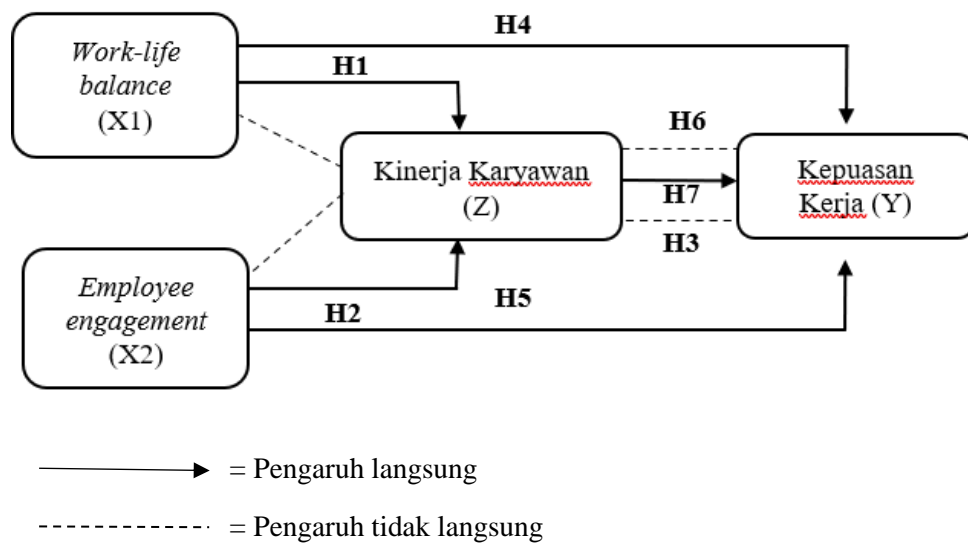 H4
Work-life
balance
(X1)
H1
H6
Kinerja Karyawan
(Z)
H7
Kepuasan
Kerja (Y)
H3
Employee
engagement
(X2)
H2
H5
= Pengaruh langsung
= Pengaruh tidak langsung